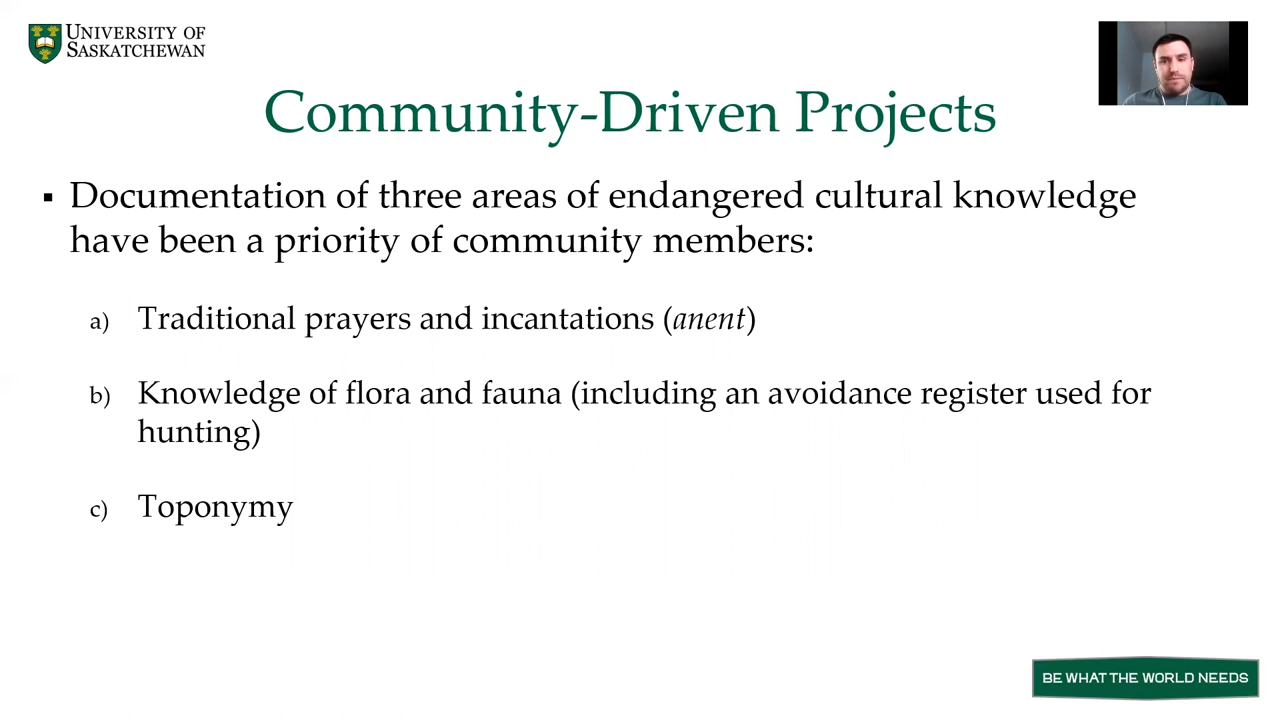 UNIVERSITY OF
SASKATCHEWAN
Community-Driven Projects
▪ Documentation of three areas of endangered cultural knowledge
have been a priority of community members:
a) Traditional prayers and incantations (anent)
b) Knowledge of flora and fauna (including an avoidance register used for
hunting)
c) Toponymy
BE WHAT THE WORLD NEEDS